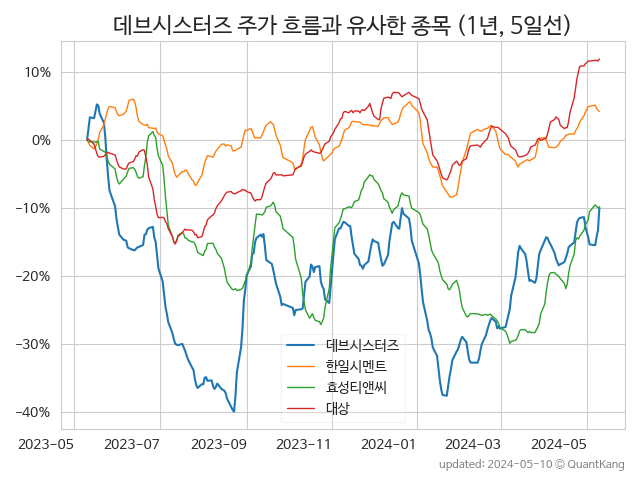 데브시스터즈 주가 흐름과 유사한 종목 (1년, 5일선)
10%
0%
−10%
−20%
−30%
−40%
데브시스터즈
한일시멘트
효성티앤씨
대상
2023-05
2023-07
2023-09
2023-11
2024-01
2024-03
2024-05
updated: 2024-05-10 © QuantKang